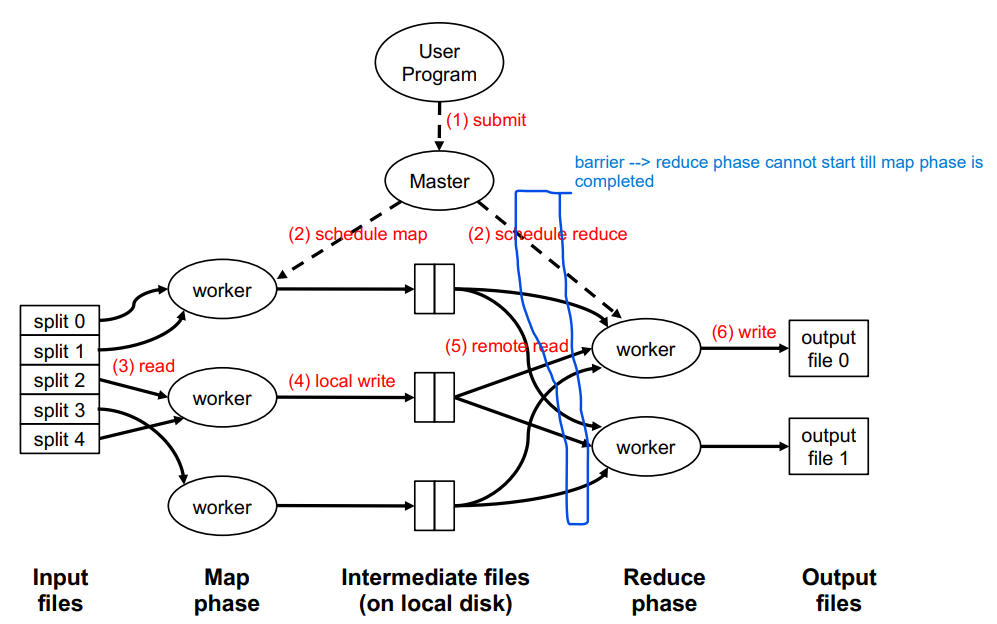 User
Program
(1) submit
barrier --> reduce phase cannot start till map phase is
completed
Master
(2) schedule map
(2) schedule reduce
worker
split 0
split 1
split 2
split 3
split 4
(3) read
worker
(4) local write
(5) remote read
worker
(6) write
output
file 0
worker
output
file 1
worker
Input
files
Map
phase
Intermediate files
(on local disk)
Reduce
phase
Output
files